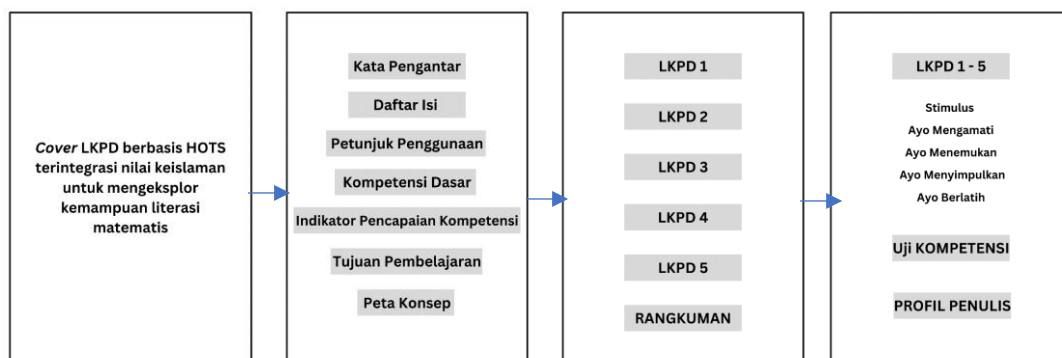 Cover LKPD berbasis HOTS
terintegrasi nilai keislaman
untuk mengeksplor
kemampuan literasi
matematis
Kata Pengantar
Daftar Isi
Petunjuk Penggunaan
Kompetensi Dasar
Indikator Pencapaian Kompetensi
Tujuan Pembelajaran
Peta Konsep
LKPD 1
LKPD 2
LKPD 3
LKPD 4
LKPD 5
RANGKUMAN
LKPD 1 - 5
Stimulus
Ayo Mengamati
Ayo Menemukan
Ayo Menyimpulkan
Ayo Berlatih
Uji KOMPETENSI
PROFIL PENULIS